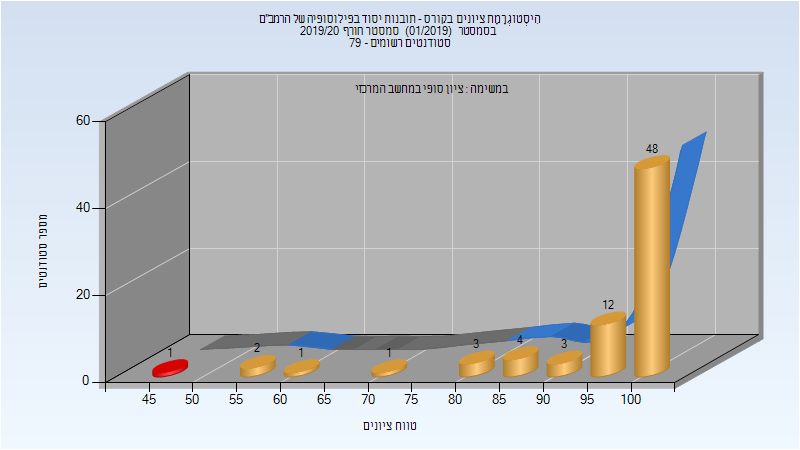 היסטוגרמת ציונים בקורס - תובנות יסוד בפילוסופיה של הרמב"ם
בסמסטר (01/2019) סמסטר חורף 2019/20
סטודנטים רשומים - 79
במשימה : ציון סופי במחשב המרכזי
מספר סטודנטים
60
40
20
0
1
2
1
1
3
4
3
12
48
45 50 55 60 65 70 75 80 85 90 95 100
טווח ציונים